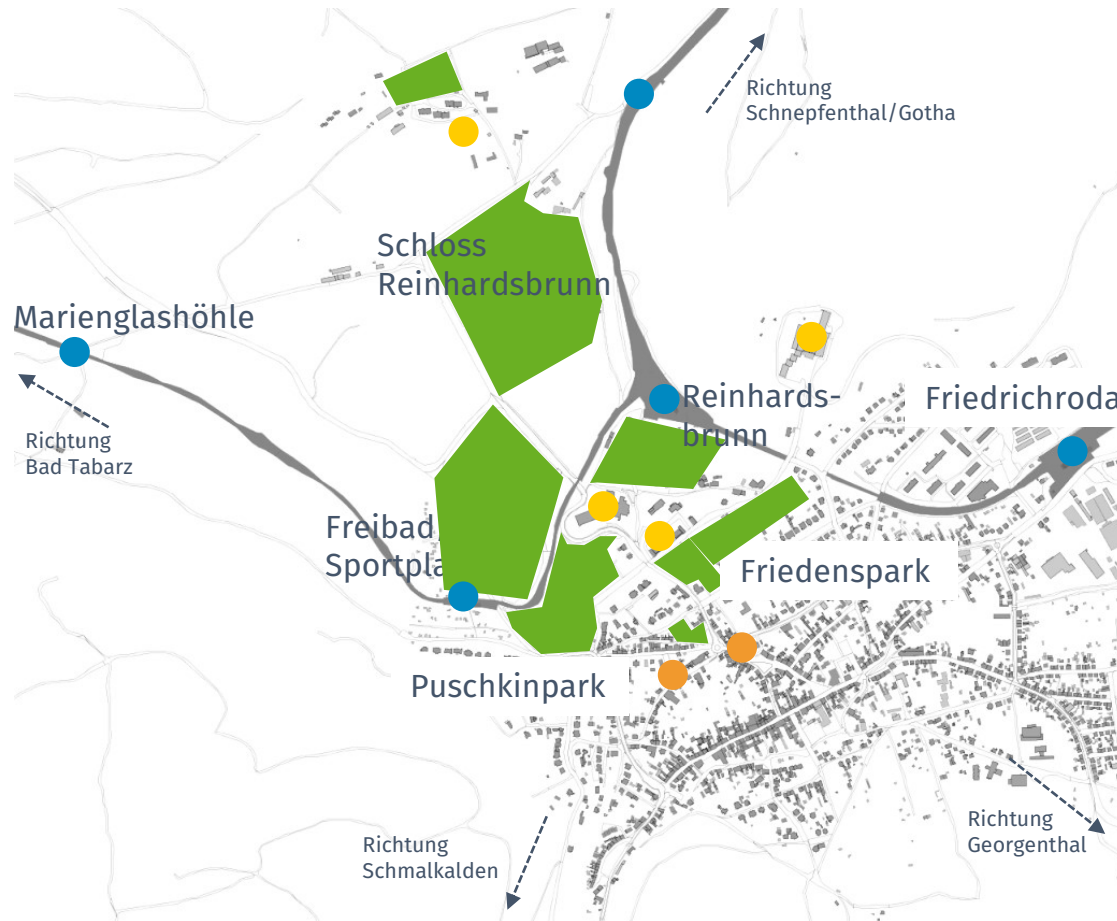 Richtung
Schnepfenthal/Gotha
Schloss
Reinhardsbrunn
Marienglashöhle
Richtung
Bad Tabarz
Reinhards-
brunn
Friedrichroda
Freibad
Sportpla
Friedenspark
Puschkinpark
Richtung
Schmalkalden
Richtung
Georgenthal